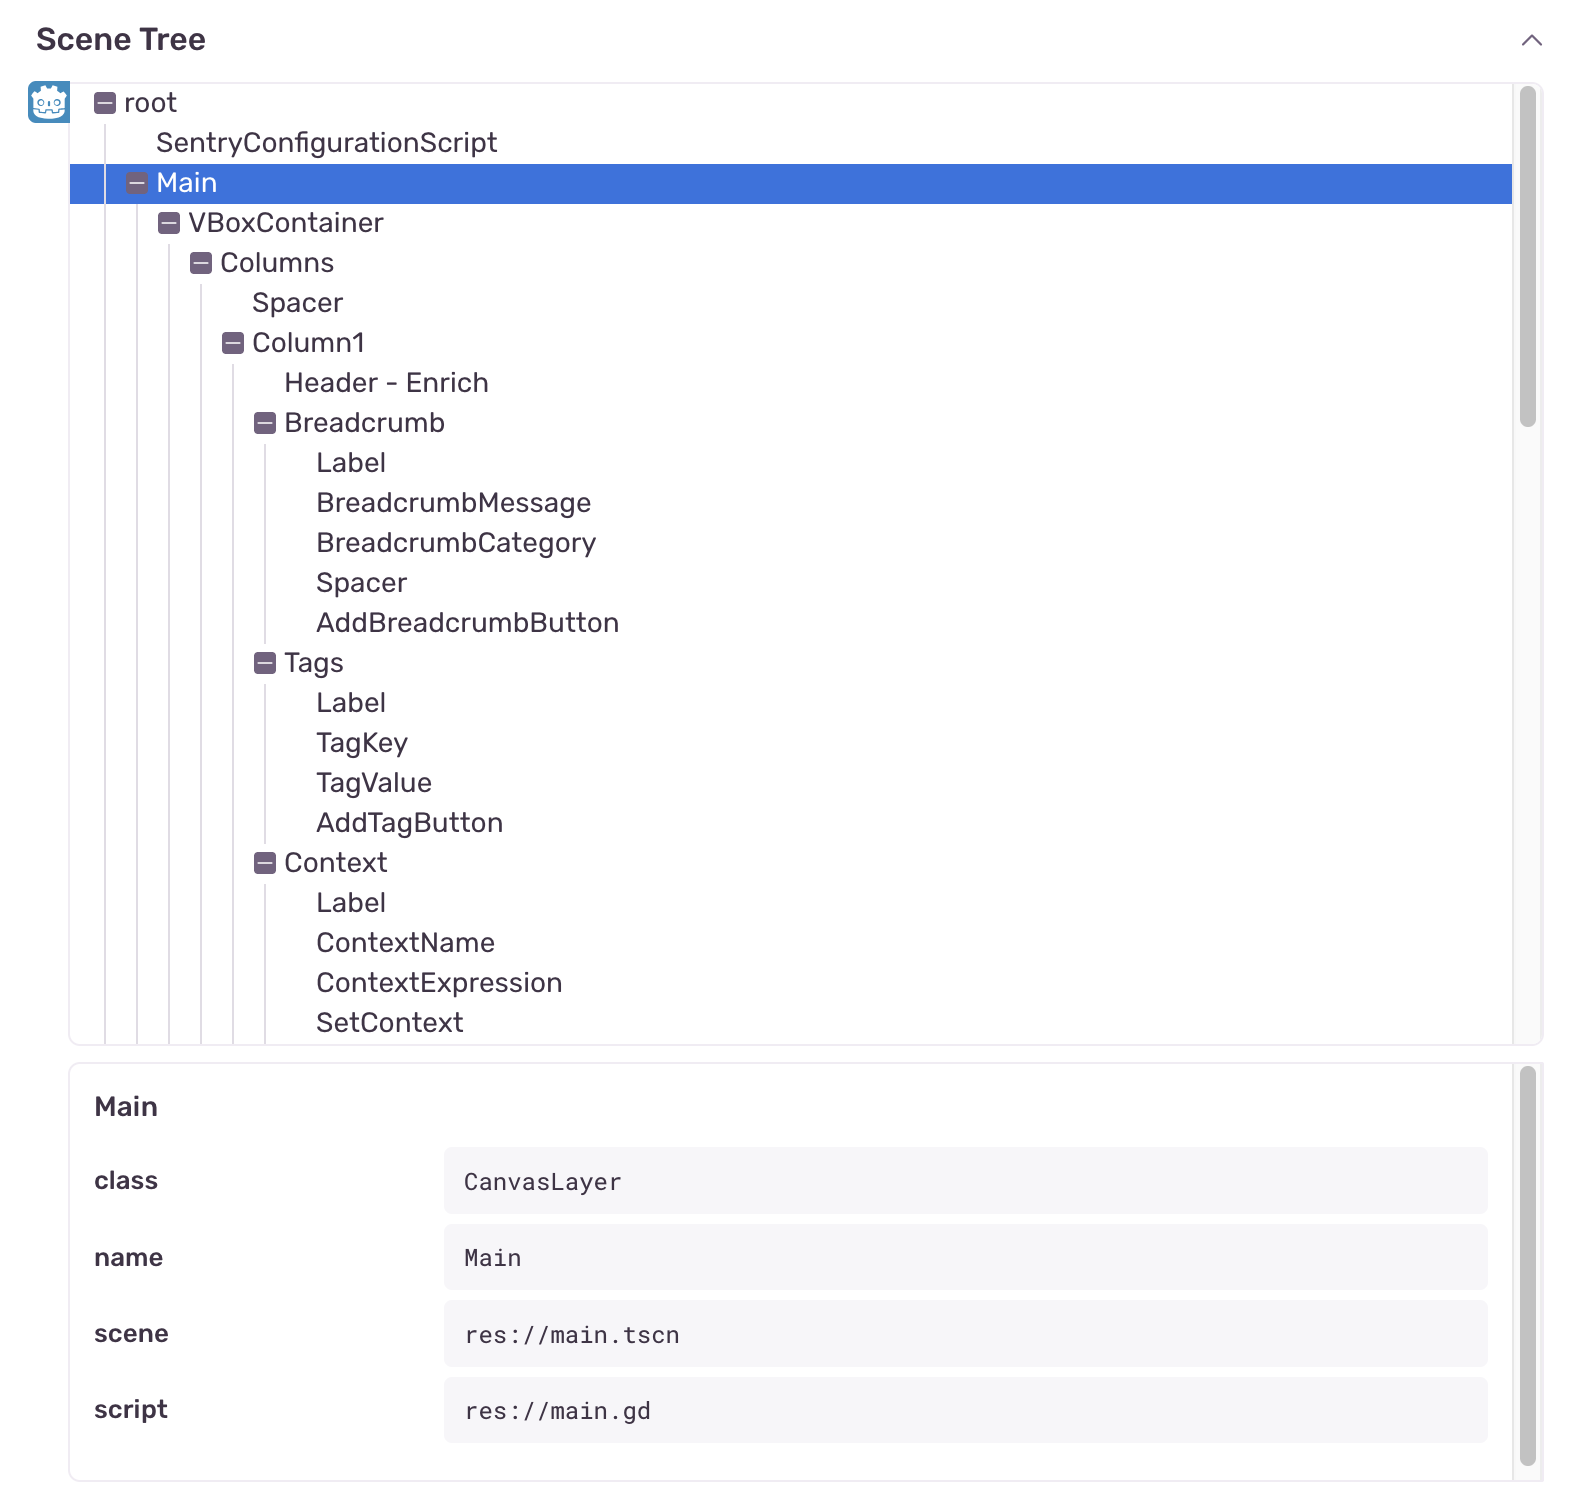 Scene Tree
root
SentryConfigurationScript
Main
VBoxContainer
Columns
Spacer
Column1
Header - Enrich
Breadcrumb
Label
BreadcrumbMessage
BreadcrumbCategory
Spacer
AddBreadcrumbButton
Tags
Label
TagKey
TagValue
AddTagButton
Context
Label
ContextName
ContextExpression
SetContext
Main
class CanvasLayer
name Main
scene res://main.tscn
script res://main.gd